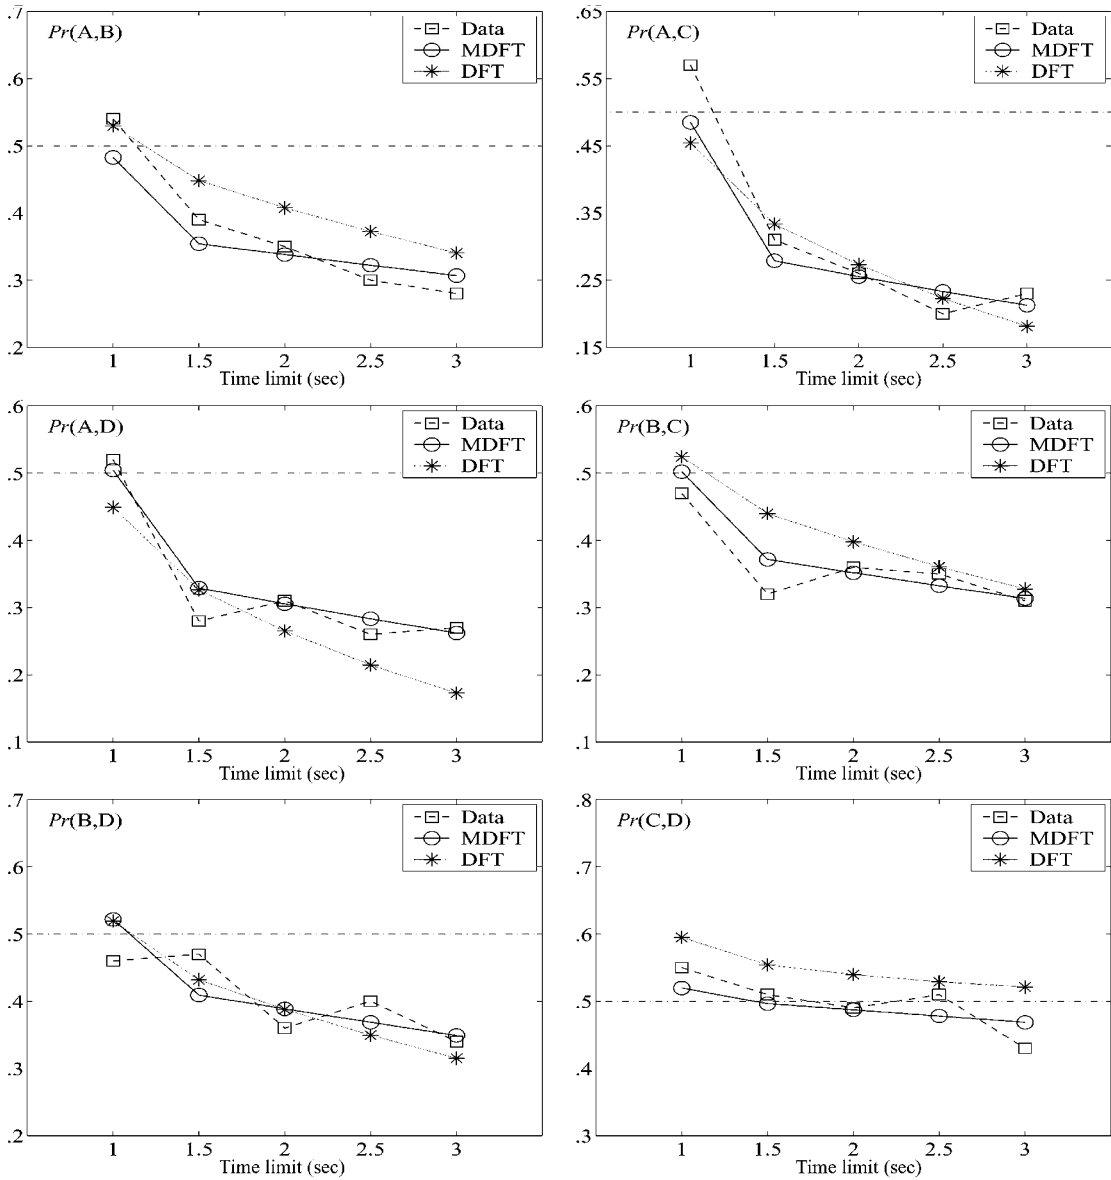 .7
Pr(A,B)
Data
MDFT
DFT
.6
.5
.4
.3
.2
1 1.5 2 2.5 3
Time limit (sec)
.65
Pr(A,C)
Data
MDFT
DFT
.55
.45
.35
.25
.15
1 1.5 2 2.5 3
Time limit (sec)
.6
Pr(A,D)
Data
MDFT
DFT
.5
.4
.3
.2
.1
1 1.5 2 2.5 3
Time limit (sec)
.6
Pr(B,C)
Data
MDFT
DFT
.5
.4
.3
.2
.1
1 1.5 2 2.5 3
Time limit (sec)
.7
Pr(B,D)
Data
MDFT
DFT
.6
.5
.4
.3
.2
1 1.5 2 2.5 3
Time limit (sec)
.8
Pr(C,D)
Data
MDFT
DFT
.7
.6
.5
.4
.3
1 1.5 2 2.5 3
Time limit (sec)